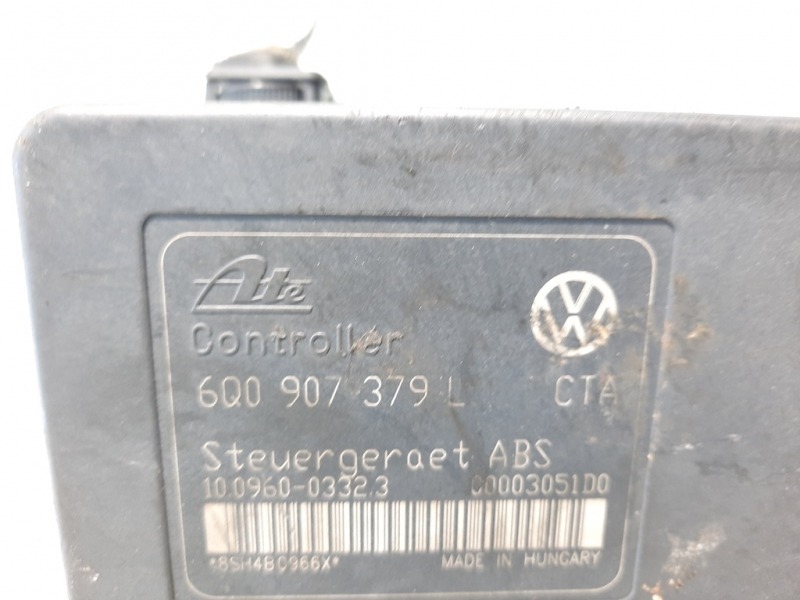 Ate
Controller
6Q0 907 379 L CTA
Steuergeraet ABS
10.0960-0332.3 C0003051D0
*8SH4BC966X* MADE IN HUNGARY